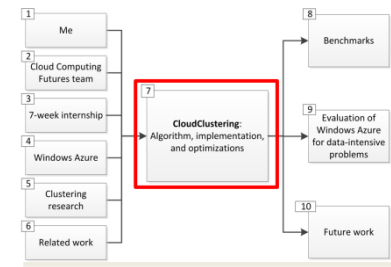 1
Me
2
Cloud Computing
Futures team
3
7-week internship
4
Windows Azure
5
Clustering
research
6
Related work
7
CloudClustering:
Algorithm, implementation,
and optimizations
8
Benchmarks
9
Evaluation of
Windows Azure
for data-intensive
problems
10
Future work